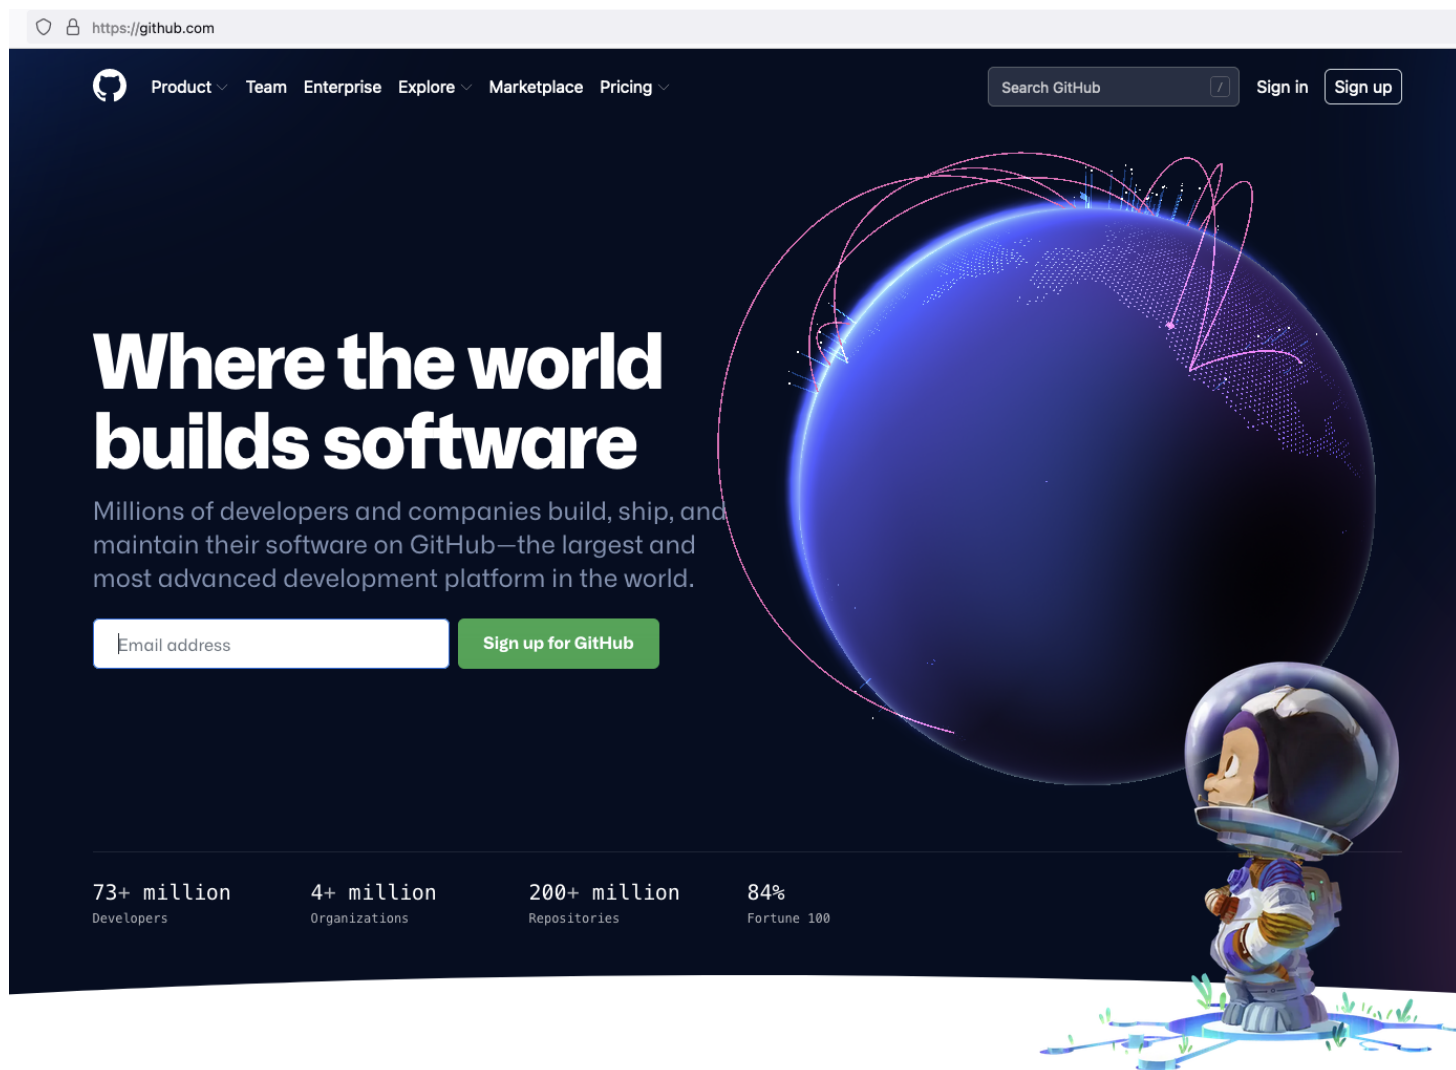 https://github.com
Product Team Enterprise Explore Marketplace Pricing Search GitHub / Sign in Sign up
Where the world
builds software
Millions of developers and companies build, ship, and
maintain their software on GitHub—the largest and
most advanced development platform in the world.
Email address Sign up for GitHub
73+ million 4+ million 200+ million 84%
Developers Organizations Repositories Fortune 100